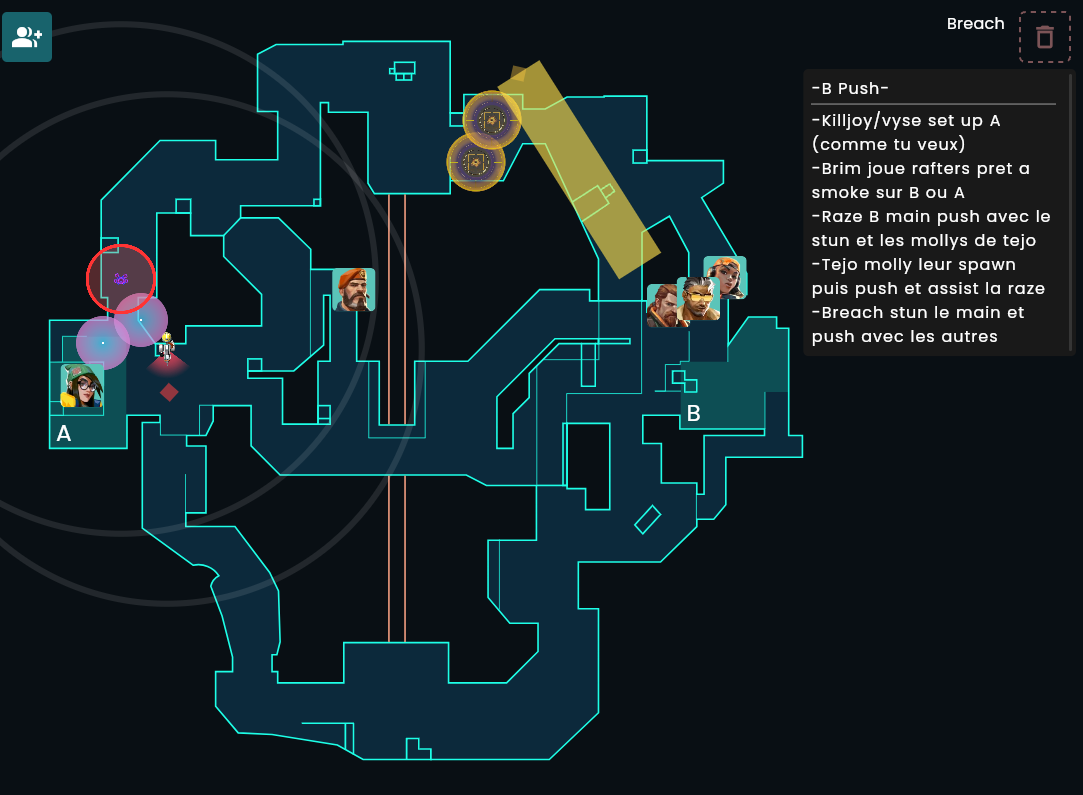 Breach
-B Push-
-Killjoy/vyse set up A
(comme tu veux)
-Brim joue rafters pret a
smoke sur B ou A
-Raze B main push avec le
stun et les mollys de tejo
-Tejo molly leur spawn
puis push et assist la raze
-Breach stun le main et
push avec les autres
B
A